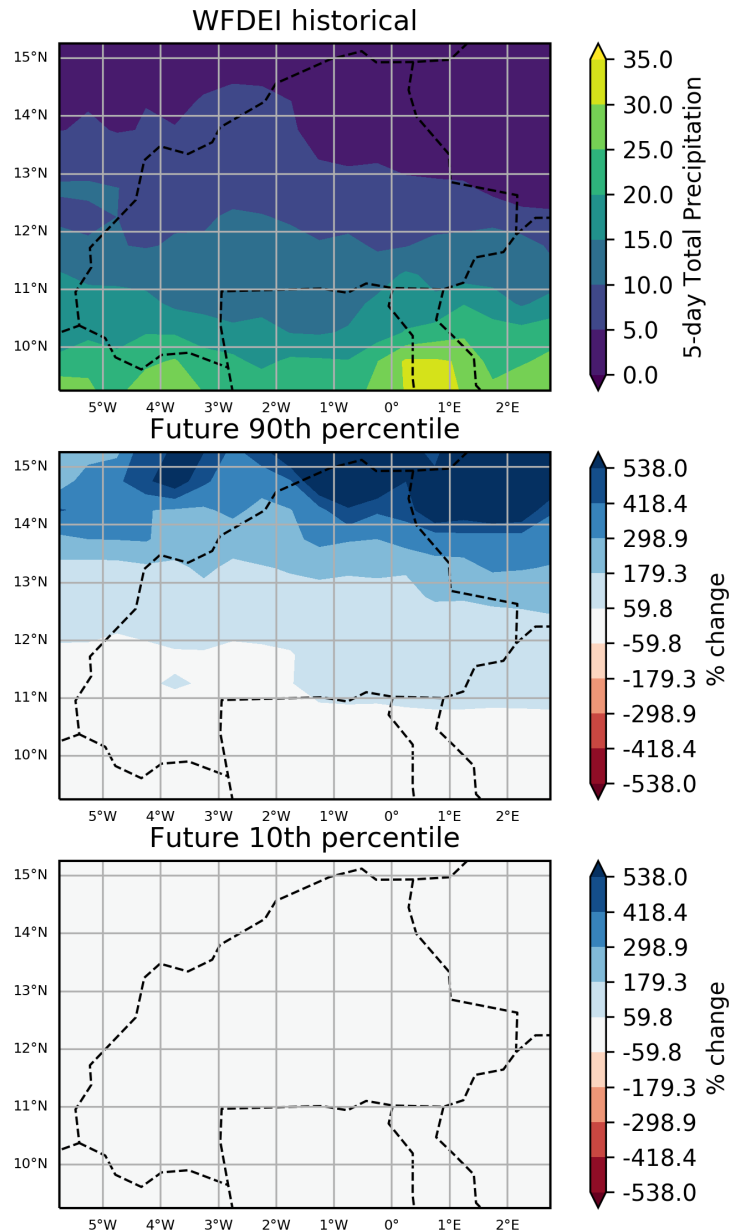 WFDEI historical
15°N
14°N
13°N
12°N
11°N
10°N
5°W 4°W 3°W 2°W 1°W 0° 1°E 2°E
35.0
30.0
25.0
20.0
15.0
10.0
5.0
0.0
5-day Total Precipitation
Future 90th percentile
15°N
14°N
13°N
12°N
11°N
10°N
5°W 4°W 3°W 2°W 1°W 0° 1°E 2°E
538.0
418.4
298.9
179.3
59.8
-59.8
-179.3
-298.9
-418.4
-538.0
% change
Future 10th percentile
15°N
14°N
13°N
12°N
11°N
10°N
5°W 4°W 3°W 2°W 1°W 0° 1°E 2°E
538.0
418.4
298.9
179.3
59.8
-59.8
-179.3
-298.9
-418.4
-538.0
% change